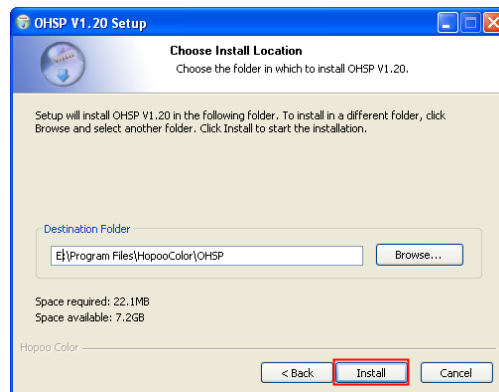 OHSP V1.20 Setup
Choose Install Location
Choose the folder in which to install OHSP V1.20.
Setup will install OHSP V1.20 in the following folder. To install in a different folder, click
Browse and select another folder. Click Install to start the installation.
Destination Folder
E:\Program Files\HopooColor\OHSP
Browse...
Space required: 22.1MB
Space available: 7.2GB
Hopoo Color
< Back
Install
Cancel